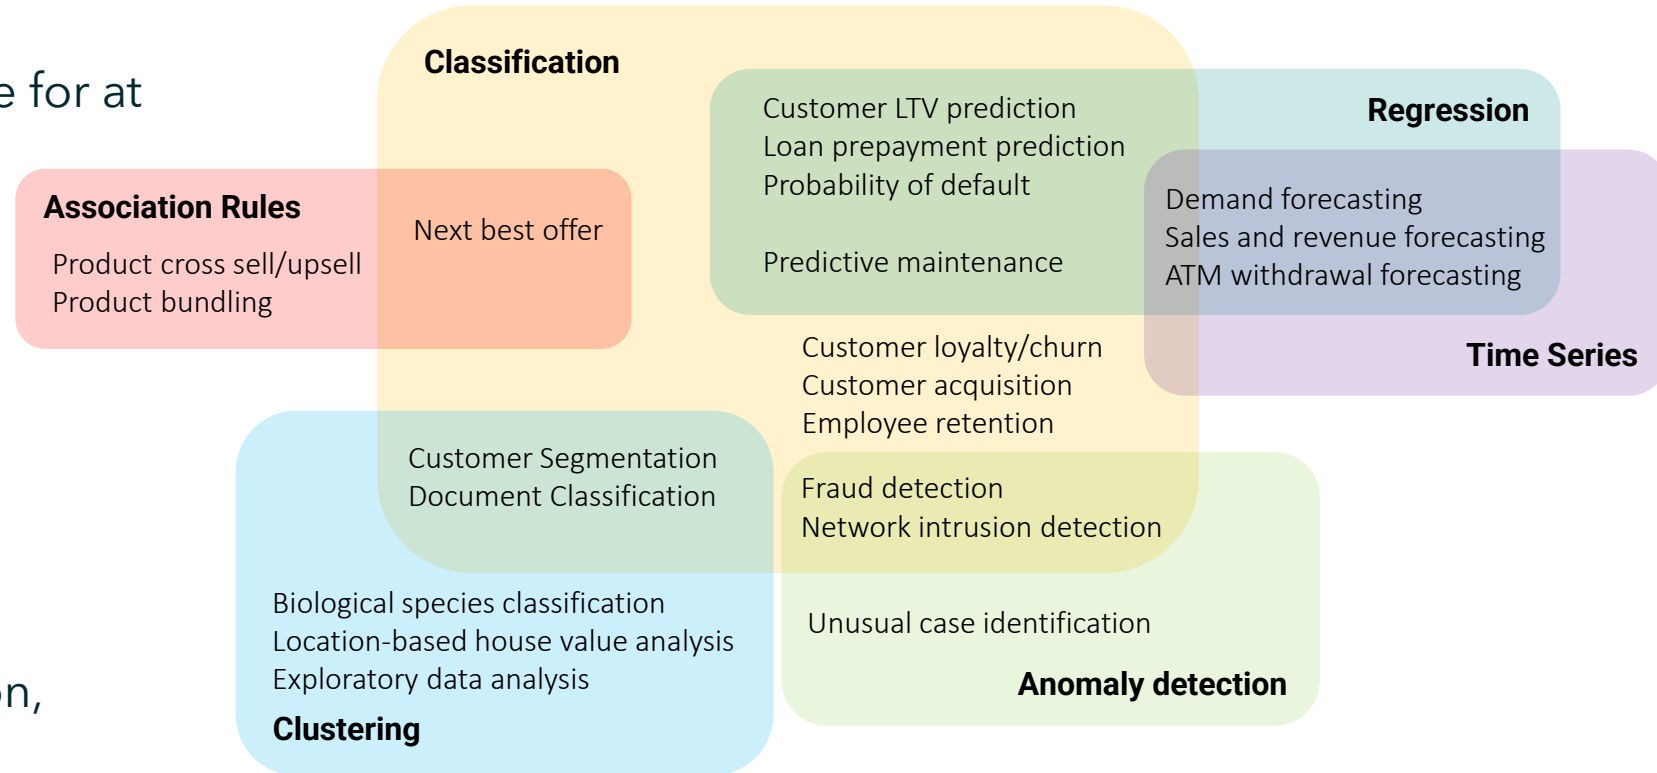 e for at
on,
Classification
Customer LTV prediction
Loan prepayment prediction
Probability of default
Predictive maintenance
Regression
Association Rules
Product cross sell/upsell
Product bundling
Next best offer
Demand forecasting
Sales and revenue forecasting
ATM withdrawal forecasting
Time Series
Customer loyalty/churn
Customer acquisition
Employee retention
Customer Segmentation
Document Classification
Fraud detection
Network intrusion detection
Biological species classification
Location-based house value analysis
Exploratory data analysis
Clustering
Unusual case identification
Anomaly detection